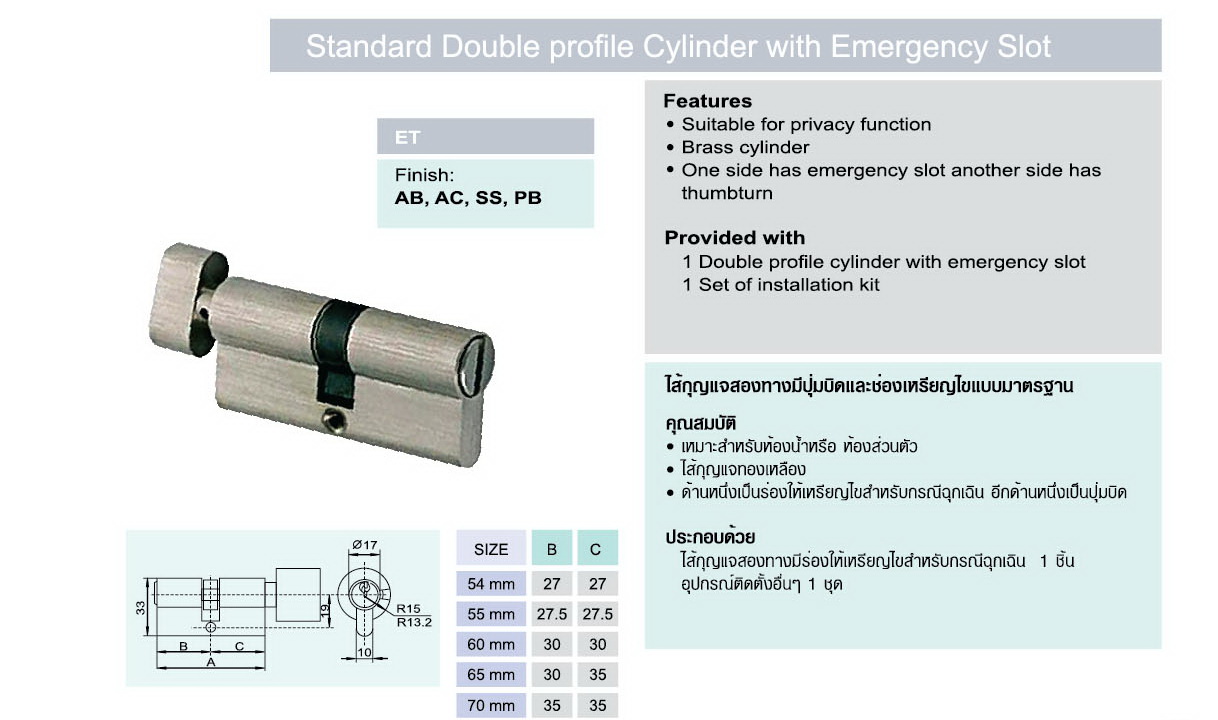 Standard Double profile Cylinder with Emergency Slot
ET
Finish:
AB, AC, SS, PB
Features
• Suitable for privacy function
• Brass cylinder
• One side has emergency slot another side has
thumbturn
Provided with
1 Double profile cylinder with emergency slot
1 Set of installation kit
ไส้กุญแจสองทางมีปุ่มบิดและช่องเหรียญไขแบบมาตรฐาน
คุณสมบัติ
• เหมาะสำหรับห้องน้ำหรือ ห้องส่วนตัว
• ไส้กุญแจทองเหลือง
• ด้านหนึ่งเป็นร่องให้เหรียญไขสำหรับกรณีฉุกเฉิน อีกด้านหนึ่งเป็นปุ่มบิด
ประกอบด้วย
ไส้กุญแจสองทางมีร่องให้เหรียญไขสำหรับกรณีฉุกเฉิน 1 ชิ้น
อุปกรณ์ติดตั้งอื่นๆ 1 ชุด
Ø17
33
19
R15
R13.2
B C
A
10
SIZE B C
54 mm 27 27
55 mm 27.5 27.5
60 mm 30 30
65 mm 30 35
70 mm 35 35